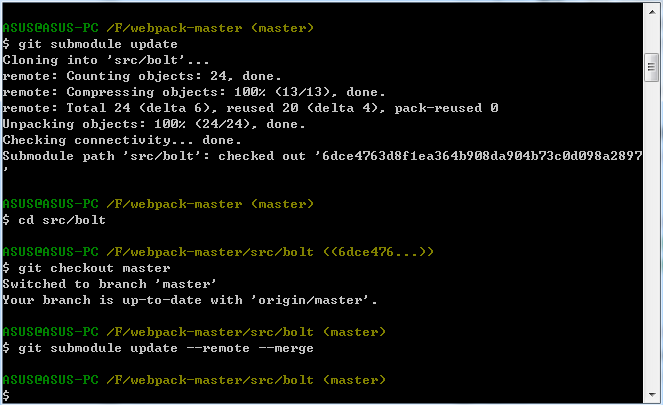 ASUS@ASUS-PC /F/webpack-master (master)
$ git submodule update
Cloning into 'src/bolt'...
remote: Counting objects: 24, done.
remote: Compressing objects: 100% (13/13), done.
remote: Total 24 (delta 6), reused 20 (delta 4), pack-reused 0
Unpacking objects: 100% (24/24), done.
Checking connectivity... done.
Submodule path 'src/bolt': checked out '6dce4763d8f1ea364b908da904b73c0d098a2897
'
ASUS@ASUS-PC /F/webpack-master (master)
$ cd src/bolt
ASUS@ASUS-PC /F/webpack-master/src/bolt ((6dce476...))
$ git checkout master
Switched to branch 'master'
Your branch is up-to-date with 'origin/master'.
ASUS@ASUS-PC /F/webpack-master/src/bolt (master)
$ git submodule update --remote --merge
ASUS@ASUS-PC /F/webpack-master/src/bolt (master)
$